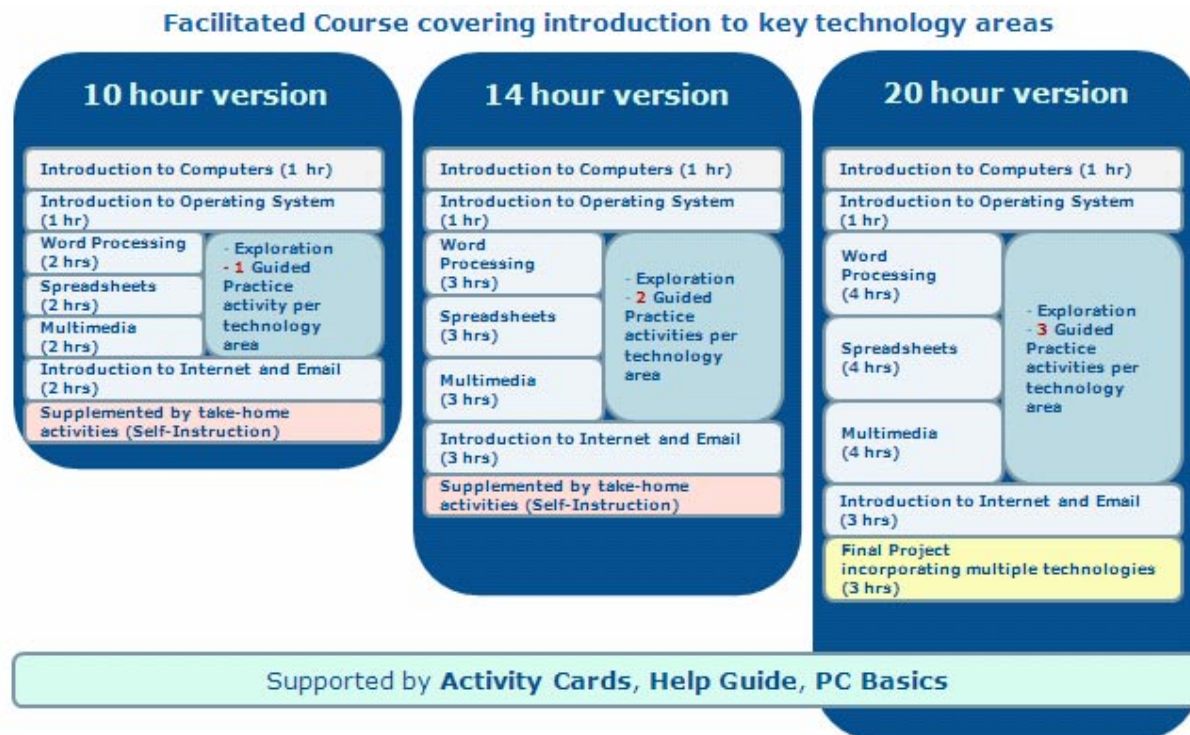 Facilitated Course covering introduction to key technology areas
10 hour version
Introduction to Computers (1 hr)
Introduction to Operating System
(1 hr)
Word Processing
(2 hrs)
Spreadsheets
(2 hrs)
Multimedia
(2 hrs)
- Exploration
- 1 Guided
Practice
activity per
technology
area
Introduction to Internet and Email
(2 hrs)
Supplemented by take-home
activities (Self-Instruction)
14 hour version
Introduction to Computers (1 hr)
Introduction to Operating System
(1 hr)
Word
Processing
(3 hrs)
Spreadsheets
(3 hrs)
Multimedia
(3 hrs)
- Exploration
- 2 Guided
Practice
activities per
technology
area
Introduction to Internet and Email
(3 hrs)
Supplemented by take-home
activities (Self-Instruction)
20 hour version
Introduction to Computers (1 hr)
Introduction to Operating System
(1 hr)
Word
Processing
(4 hrs)
Spreadsheets
(4 hrs)
Multimedia
(4 hrs)
- Exploration
- 3 Guided
Practice
activities per
technology
area
Introduction to Internet and Email
(3 hrs)
Final Project
incorporating multiple technologies
(3 hrs)
Supported by Activity Cards, Help Guide, PC Basics